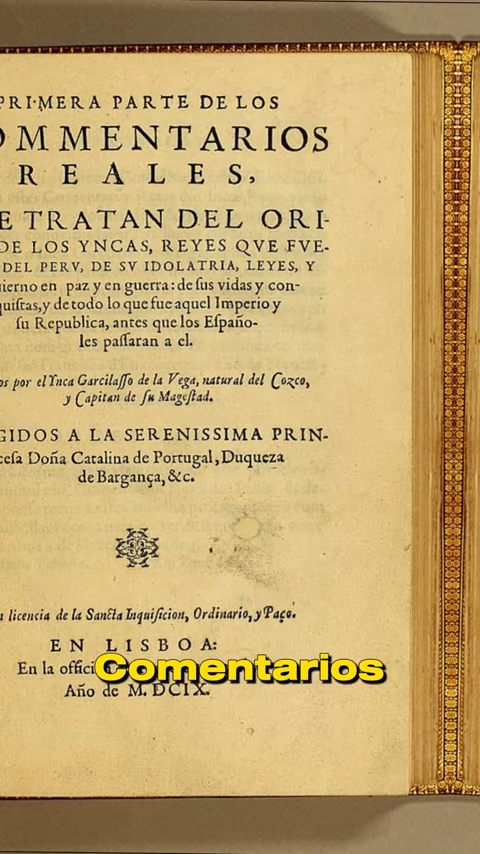 PRIMERA PARTE DE LOS
OMMENTARIOS
REALES,
E TRATAN DEL ORI-
DE LOS YNCAS, REYES QVE FVE-
DEL PERV, DE SV IDOLATRIA, LEYES, Y
ierno en paz y en guerra: de ſus vidas y con-
quiſtas, y de todo lo que fue aquel Imperio y
ſu Republica, antes que los Eſpaño-
les paſſaran a el.
os por el Ynca Garcilaſſo de la Vega, natural del Cozco,
y Capitan de ſu Mageſtad.
GIDOS A LA SERENISSIMA PRIN-
ceſa Doña Catalina de Portugal, Duqueza
de Bargança, &c.
licencia de la Sancta Inquiſicion, Ordinario, y Paço.
EN LISBOA:
En la offici
Comentarios
Año de M. DCIX.